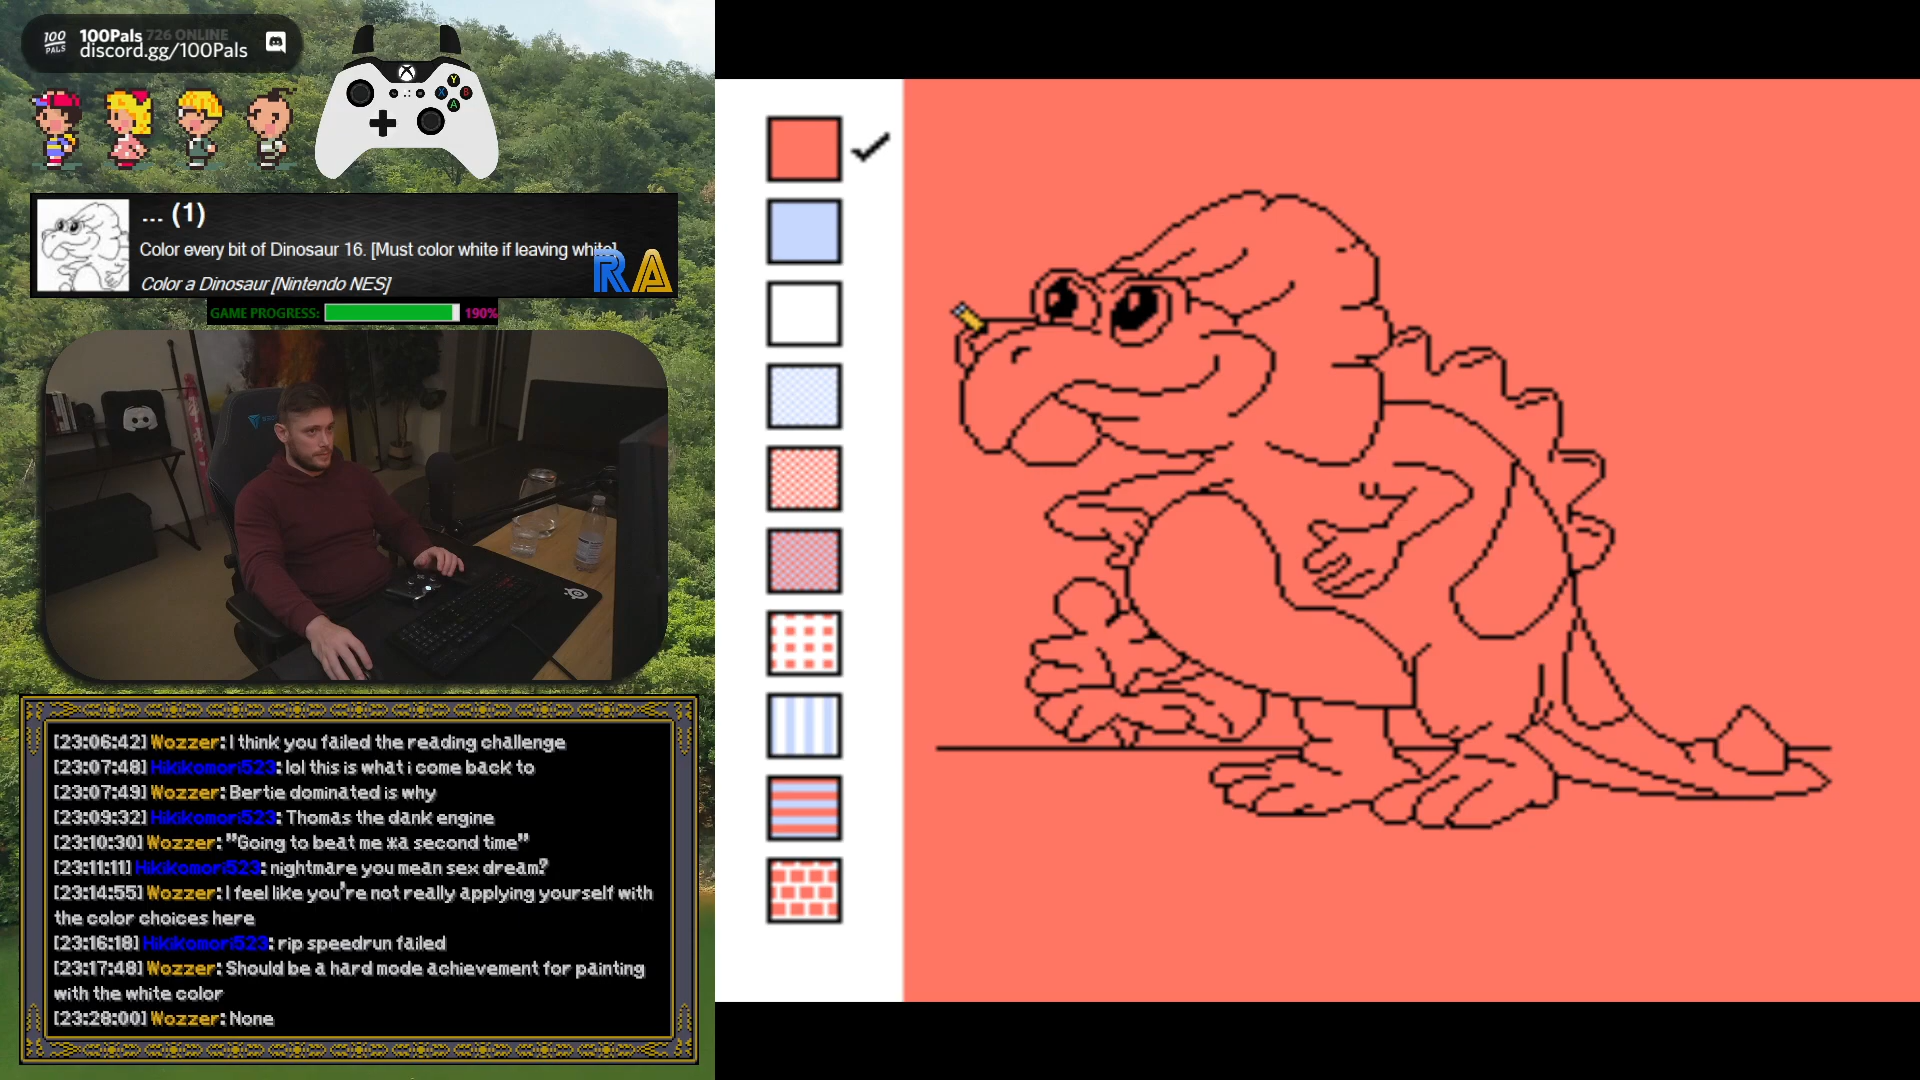 100
PALS
100Pals 726 ONLINE
discord.gg/100Pals
X
Y
X
B
A
... (1)
Color every bit of Dinosaur 16. [Must color white if leaving white]
Color a Dinosaur [Nintendo NES]
RA
GAME PROGRESS: 190%
[23:06:42] Wozzer: I think you failed the reading challenge
[23:07:48] Hikikomori523: lol this is what i come back to
[23:07:49] Wozzer: Bertie dominated is why
[23:09:32] Hikikomori523: Thomas the dank engine
[23:10:30] Wozzer: "Going to beat me жa second time"
[23:11:11] Hikikomori523: nightmare you mean sex dream?
[23:14:55] Wozzer: I feel like you're not really applying yourself with
the color choices here
[23:16:18] Hikikomori523: rip speedrun failed
[23:17:48] Wozzer: Should be a hard mode achievement for painting
with the white color
[23:28:00] Wozzer: None